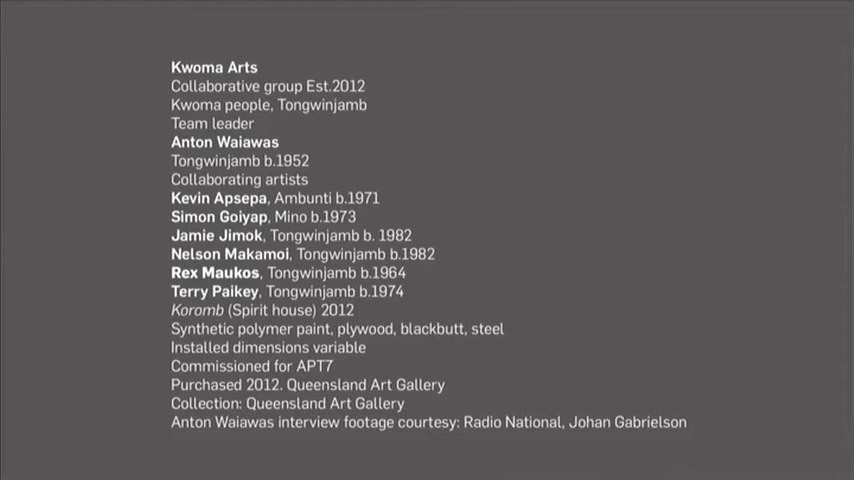 Kwoma Arts
Collaborative group Est.2012
Kwoma people, Tongwinjamb
Team leader
Anton Waiawas
Tongwinjamb b.1952
Collaborating artists
Kevin Apsepa, Ambunti b.1971
Simon Goiyap, Mino b.1973
Jamie Jimok, Tongwinjamb b. 1982
Nelson Makamoi, Tongwinjamb b.1982
Rex Maukos, Tongwinjamb b.1964
Terry Paikey, Tongwinjamb b.1974
Koromb (Spirit house) 2012
Synthetic polymer paint, plywood, blackbutt, steel
Installed dimensions variable
Commissioned for APT7
Purchased 2012. Queensland Art Gallery
Collection: Queensland Art Gallery
Anton Waiawas interview footage courtesy: Radio National, Johan Gabrielson